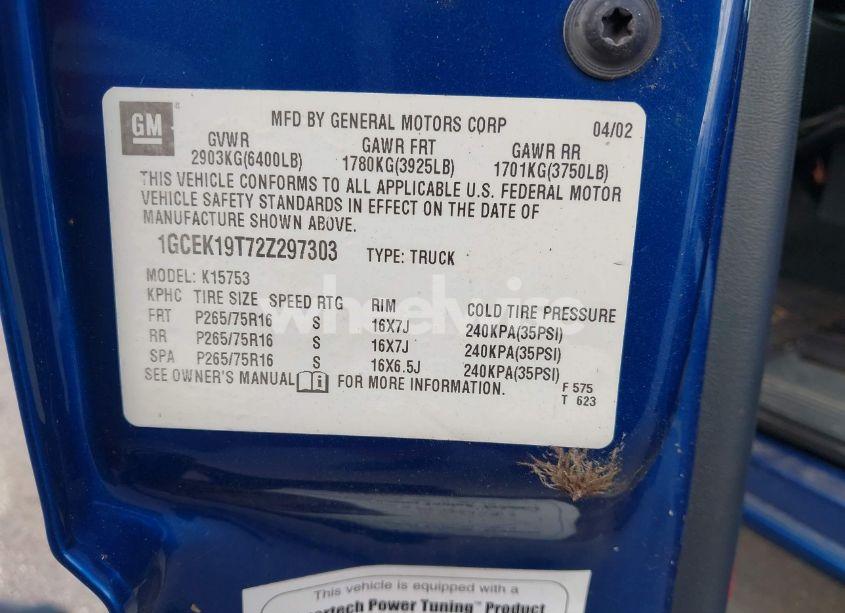 GM
MFD BY GENERAL MOTORS CORP 04/02
GVWR GAWR FRT GAWR RR
2903KG(6400LB) 1780KG(3925LB) 1701KG(3750LB)
THIS VEHICLE CONFORMS TO ALL APPLICABLE U.S. FEDERAL MOTOR
VEHICLE SAFETY STANDARDS IN EFFECT ON THE DATE OF
MANUFACTURE SHOWN ABOVE.
1GCEK19T72Z297303 TYPE: TRUCK
MODEL: K15753
KPHC TIRE SIZE SPEED RTG RIM COLD TIRE PRESSURE
FRT P265/75R16 S 16X7J 240KPA(35PSI)
RR P265/75R16 S 16X7J 240KPA(35PSI)
SPA P265/75R16 S 16X6.5J 240KPA(35PSI)
SEE OWNER'S MANUAL FOR MORE INFORMATION.
F 575
T 623
This vehicle is equipped with a
Power Tuning™ Product